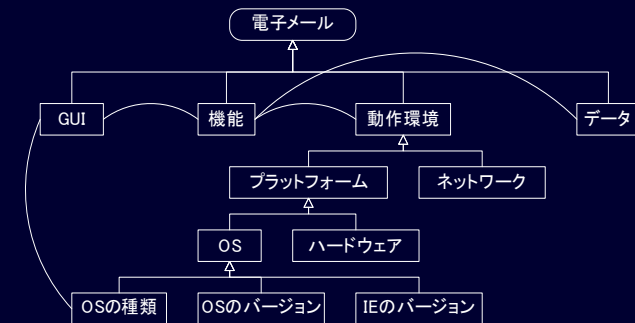 電子メール
GUI
機能
動作環境
データ
プラットフォーム
ネットワーク
OS
ハードウェア
OSの種類
OSのバージョン
IEのバージョン